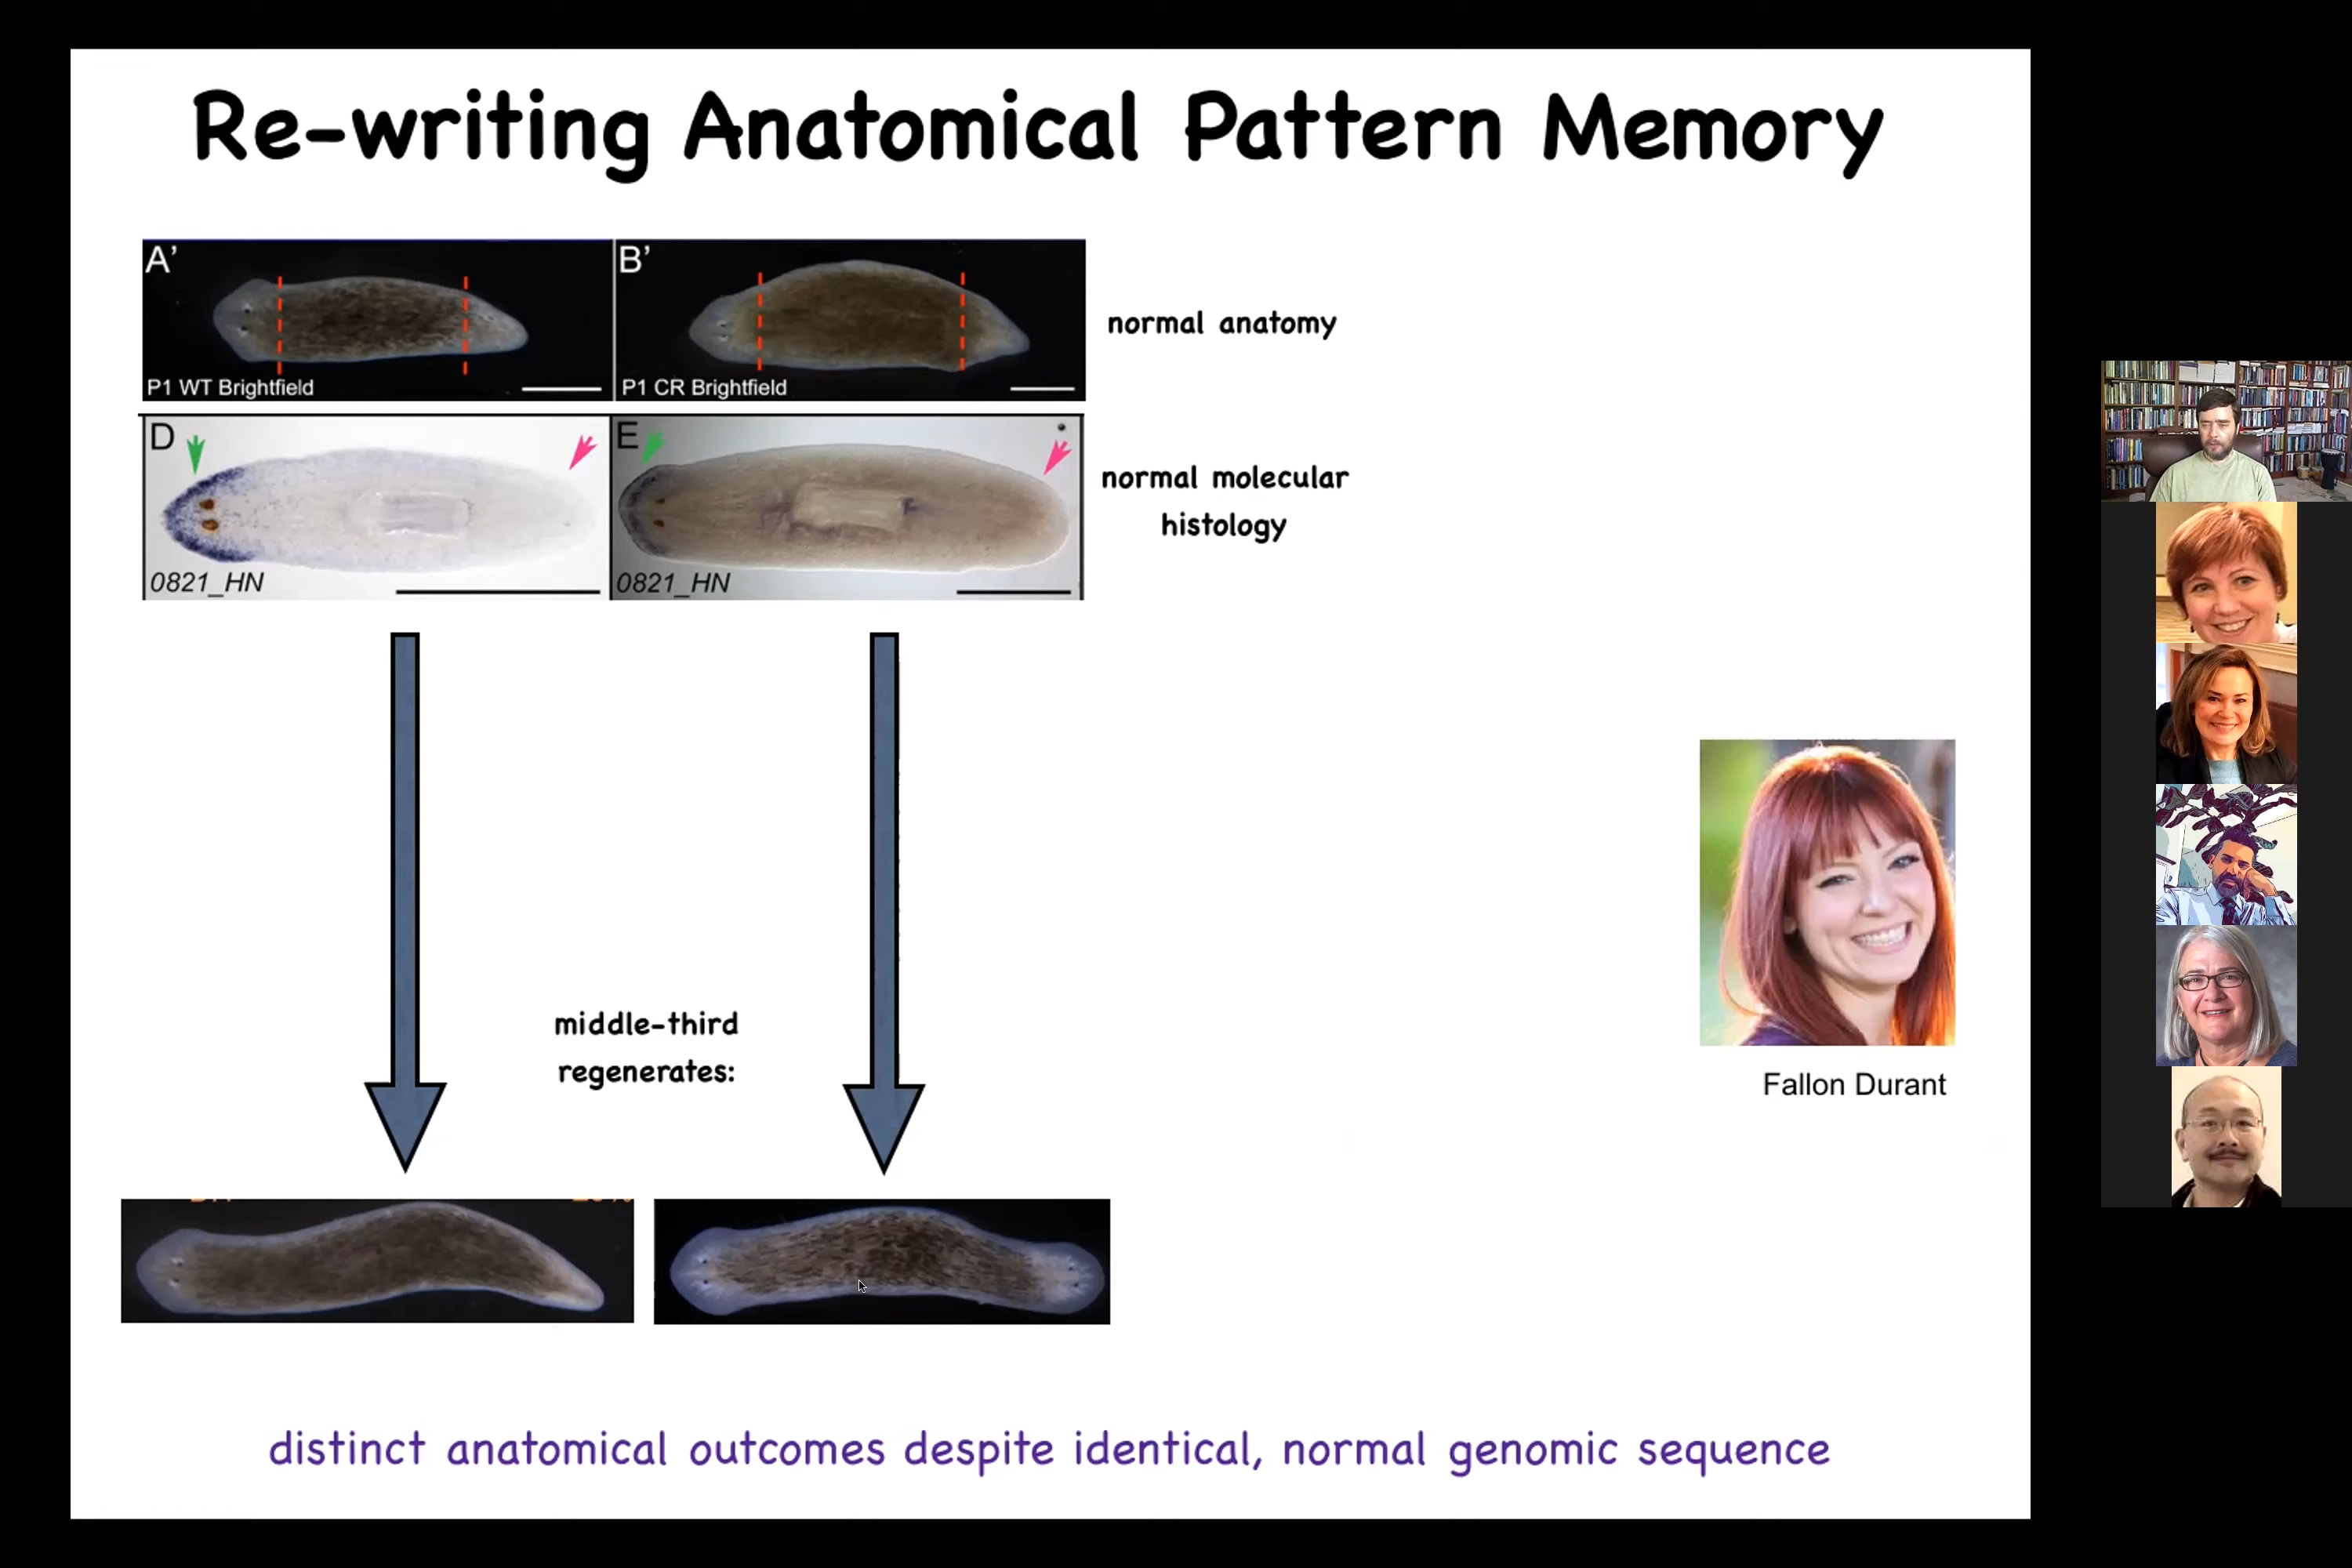 Re-writing Anatomical Pattern Memory
A’
B’
P1 WT Brightfield
P1 CR Brightfield
normal anatomy
D
E
0821_HN
0821_HN
normal molecular
histology
middle-third
regenerates:
Fallon Durant
distinct anatomical outcomes despite identical, normal genomic sequence